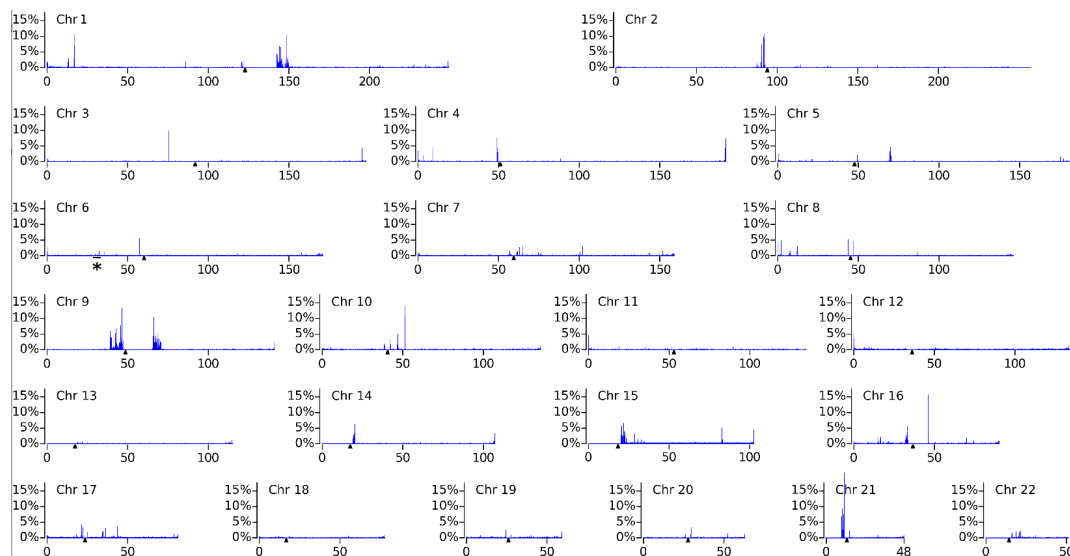 15% Chr 1 15% Chr 2
10% 10%
5% 5%
0% 0%
0 50 100 150 200 0 50 100 150 200
15% Chr 3 15% Chr 4 15% Chr 5
10% 10% 10%
5% 5% 5%
0% 0% 0%
0 50 100 150 0 50 100 150 0 50 100 150
15% Chr 6 15% Chr 7 15% Chr 8
10% 10% 10%
5% 5% 5%
0% 0% 0%
*
0 50 100 150 0 50 100 150 0 50 100
15% Chr 9 15% Chr 10 15% Chr 11 15% Chr 12
10% 10% 10% 10%
5% 5% 5% 5%
0% 0% 0% 0%
0 50 100 0 50 100 0 50 100 0 50 100
15% Chr 13 15% Chr 14 15% Chr 15 15% Chr 16
10% 10% 10% 10%
5% 5% 5% 5%
0% 0% 0% 0%
0 50 100 0 50 100 0 50 100 0 50
15% Chr 17 15% Chr 18 15% Chr 19 15% Chr 20 15% Chr 21 15% Chr 22
10% 10% 10% 10% 10% 10%
5% 5% 5% 5% 5% 5%
0% 0% 0% 0% 0% 0%
0 50 0 50 0 50 0 50 0 48 0